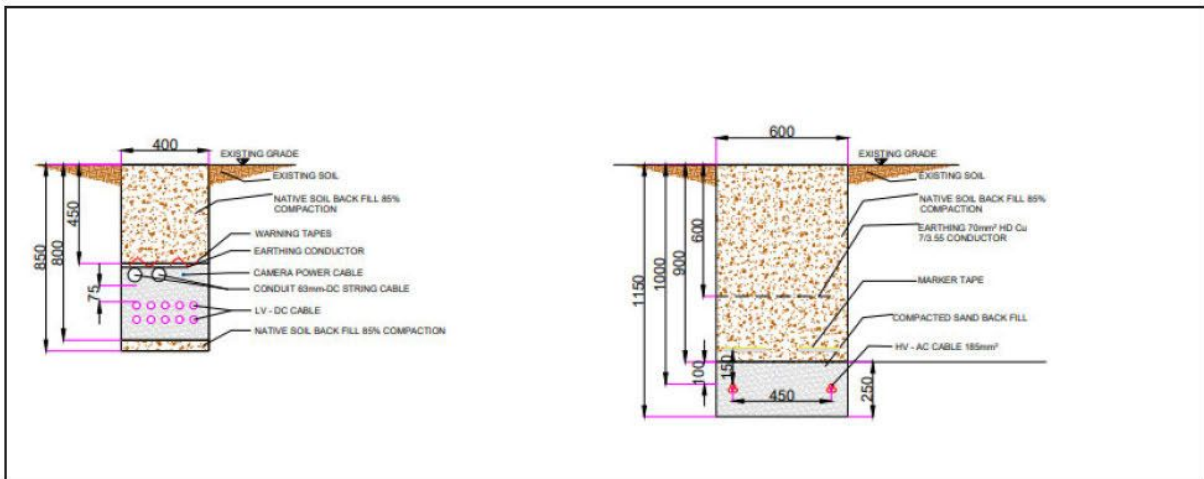 400
EXISTING GRADE
EXISTING SOIL
NATIVE SOIL BACK FILL 85%
COMPACTION
WARNING TAPES
EARTHING CONDUCTOR
CAMERA POWER CABLE
CONDUIT 63mm-DC STRING CABLE
LV - DC CABLE
NATIVE SOIL BACK FILL 85% COMPACTION
850
800
450
75
600
EXISTING GRADE
EXISTING SOIL
NATIVE SOIL BACK FILL 85%
COMPACTION
EARTHING 70mm² HD Cu
7/3.55 CONDUCTOR
MARKER TAPE
COMPACTED SAND BACK FILL
HV - AC CABLE 185mm²
1150
1000
900
600
100
150
450
250